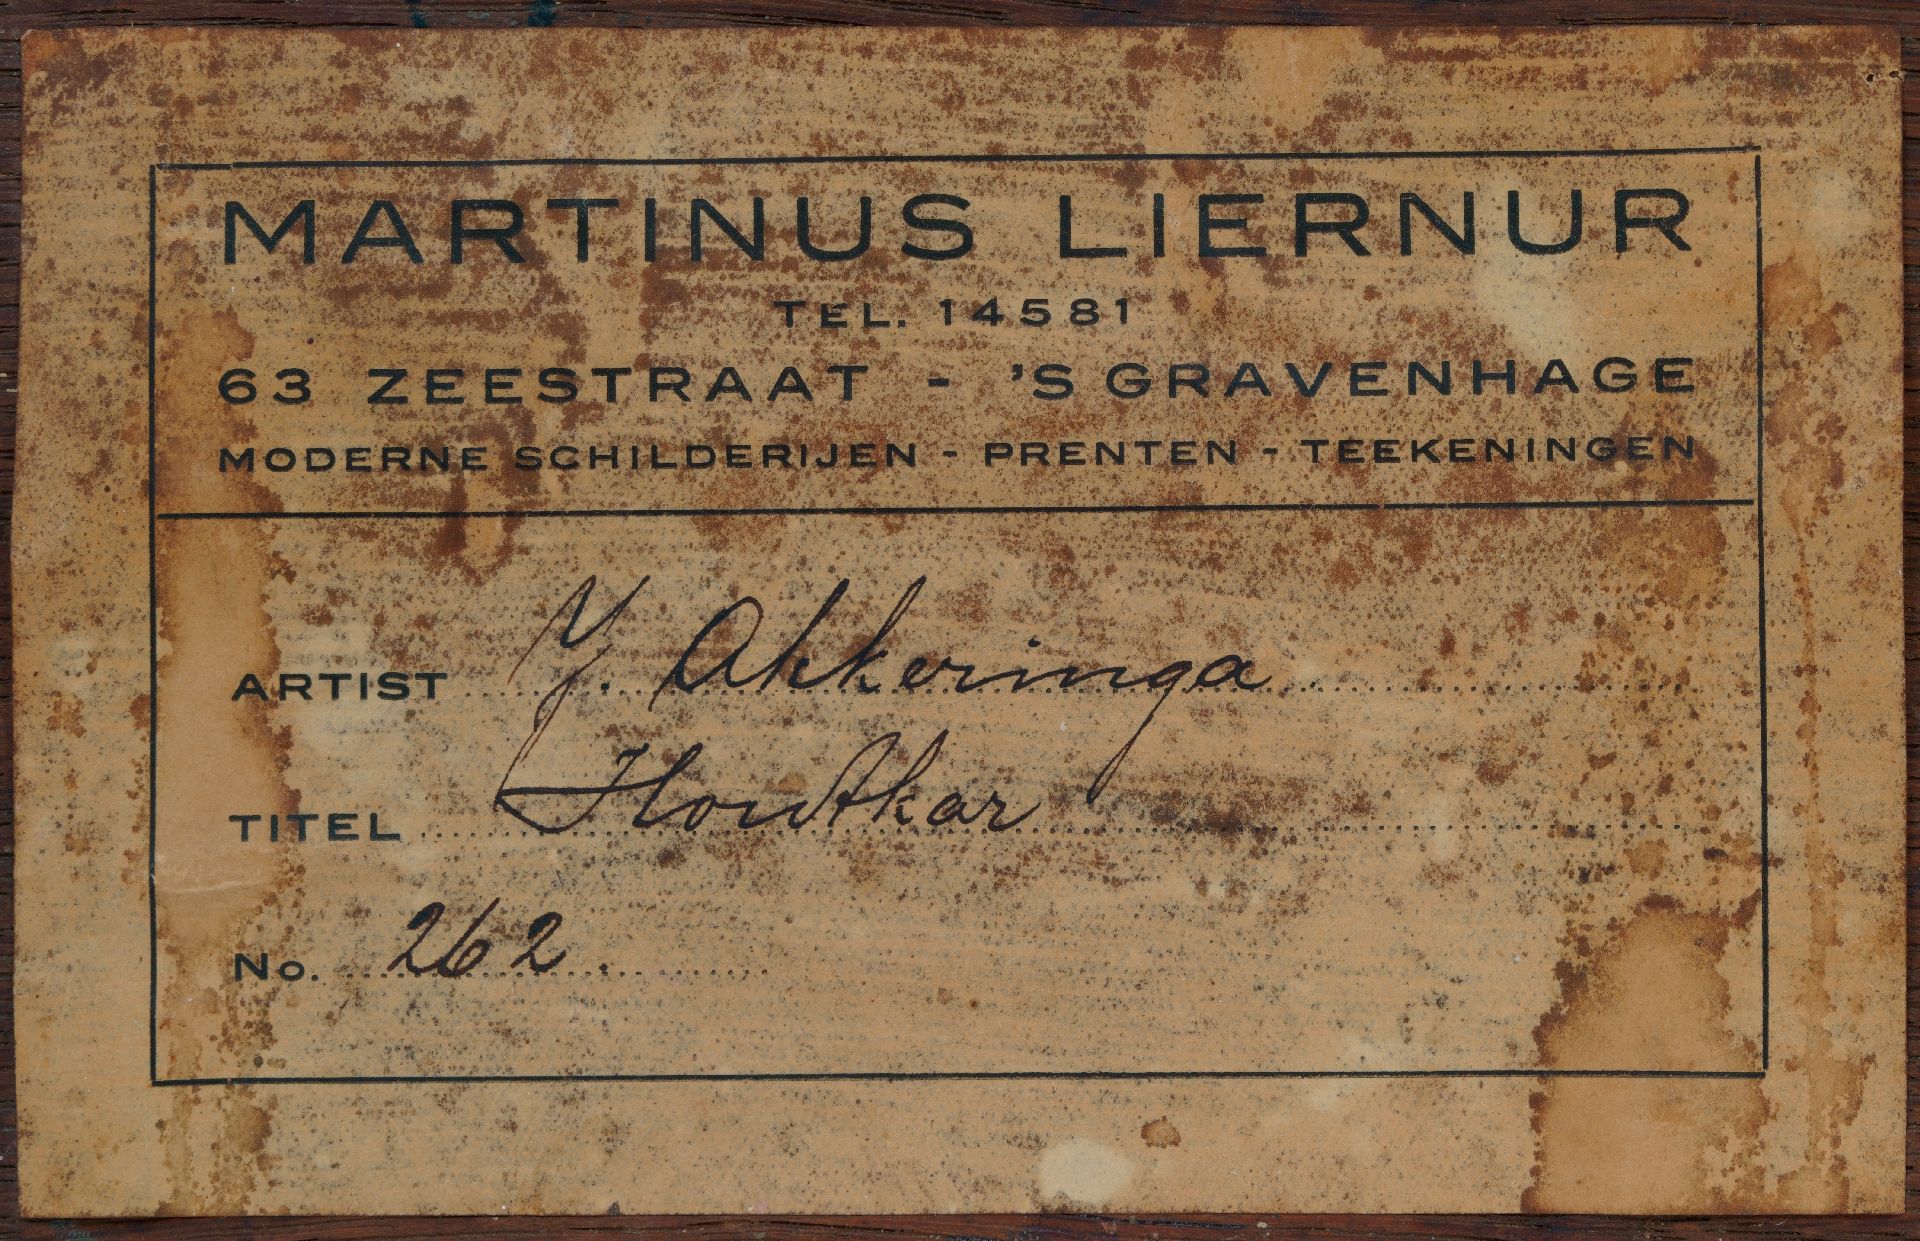 MARTINUS LIERNUR
TEL. 14581
63 ZEESTRAAT - 'S GRAVENHAGE
MODERNE SCHILDERIJEN - PRENTEN - TEEKENINGEN
ARTIST Y. Akkeringa
TITEL Houtkar
No. 262.